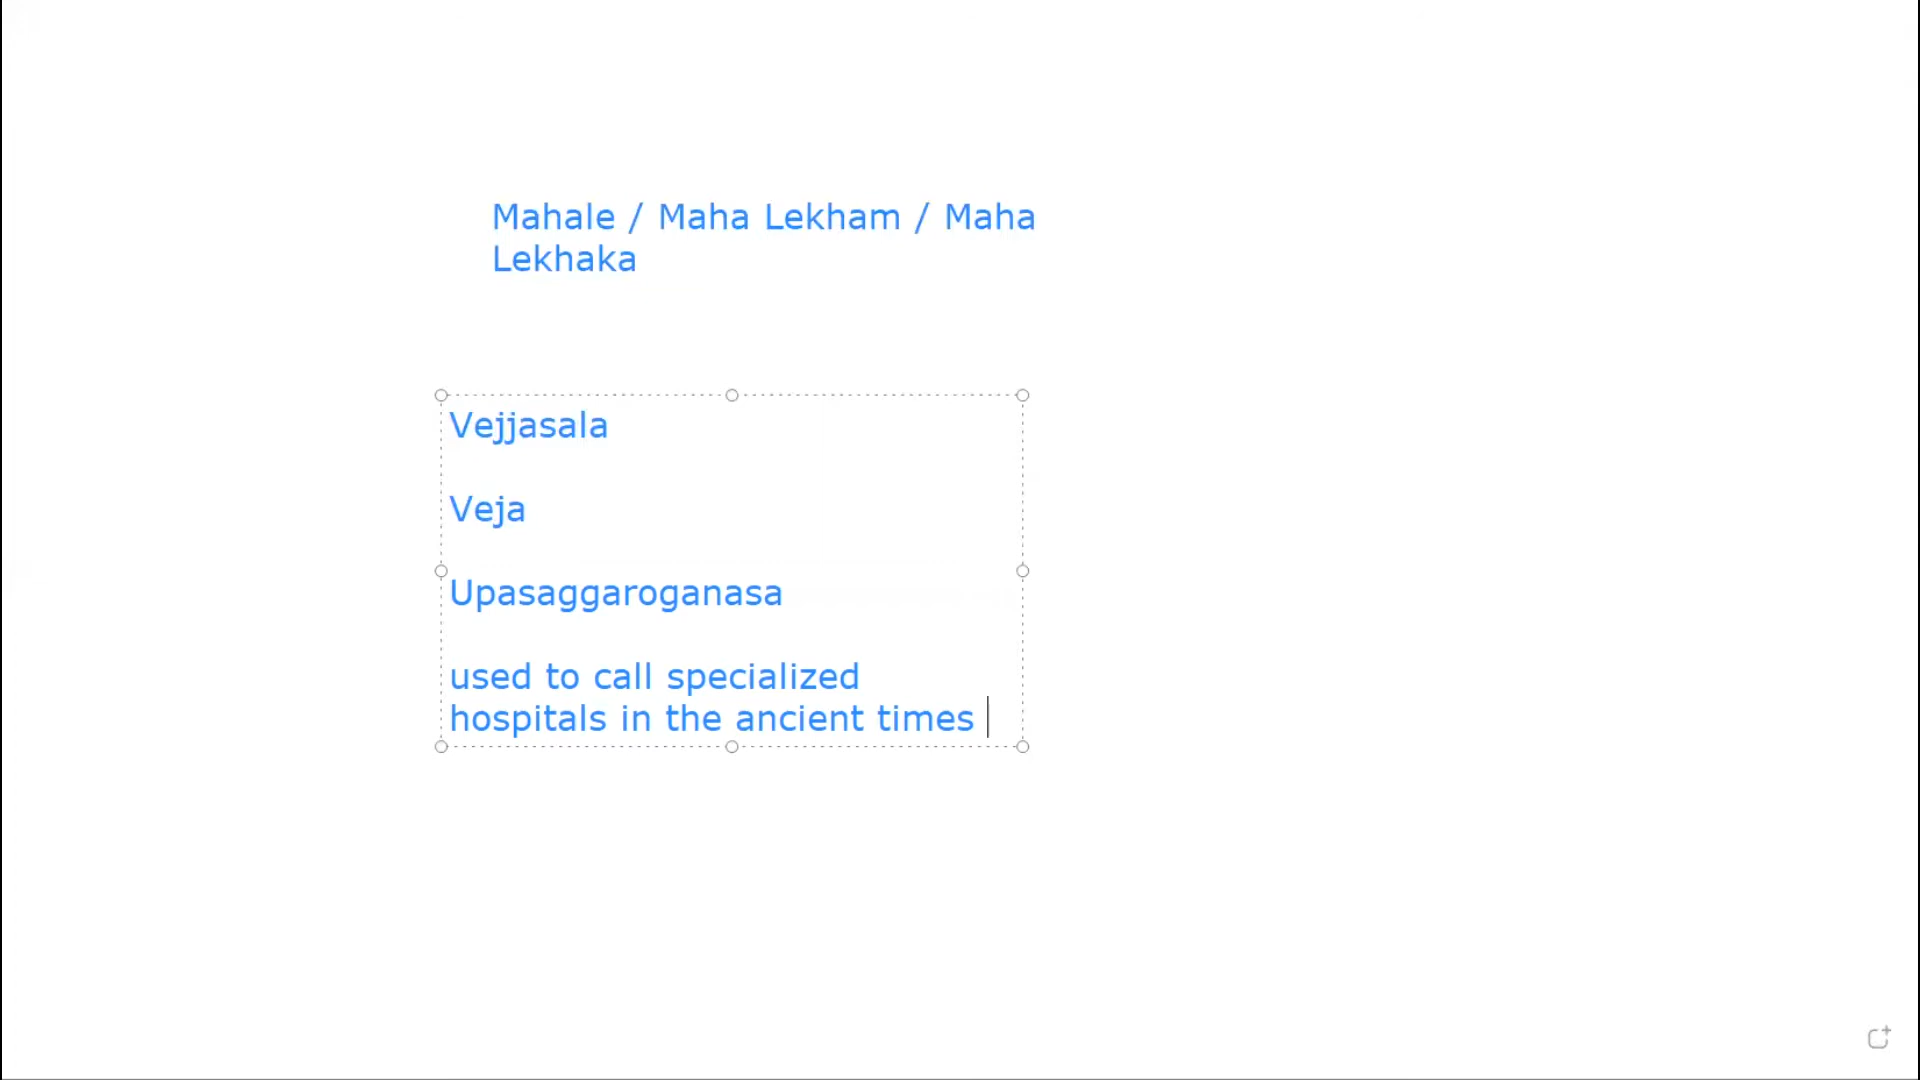 Mahale / Maha Lekham / Maha
Lekhaka
Vejjasala
Veja
Upasaggaroganasa
used to call specialized
hospitals in the ancient times